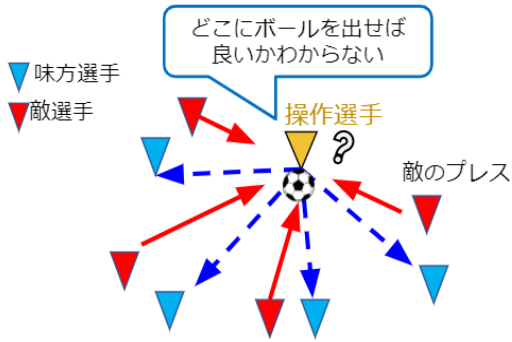 どこにボールを出せば
良いかわからない
味方選手
敵選手
操作選手
?
敵のプレス